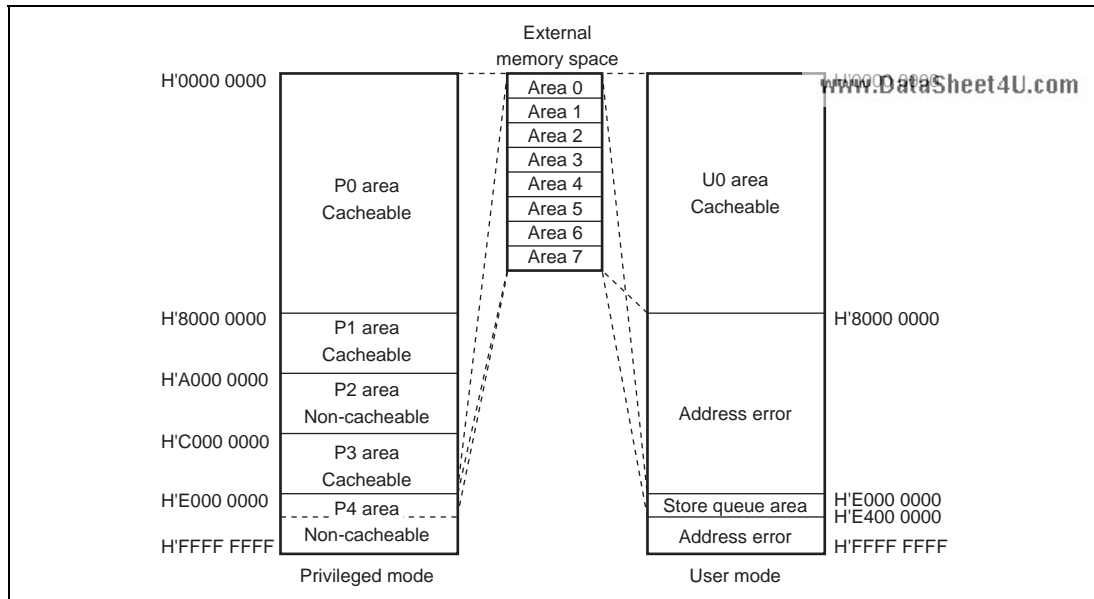 External
memory space
H'0000 0000
www.DataSheet4U.com
Area 0
Area 1
Area 2
Area 3
Area 4
Area 5
Area 6
Area 7
P0 area
Cacheable
U0 area
Cacheable
H'8000 0000
H'8000 0000
P1 area
Cacheable
H'A000 0000
P2 area
Non-cacheable
Address error
H'C000 0000
P3 area
Cacheable
H'E000 0000
H'E000 0000
P4 area
Store queue area
H'E400 0000
Non-cacheable
Address error
H'FFFF FFFF
H'FFFF FFFF
Privileged mode
User mode